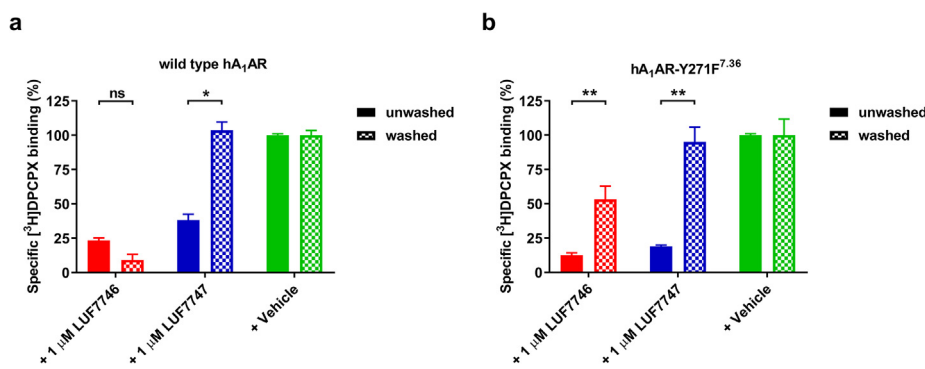 a
wild type hA₁AR
ns
*
Specific [³H]DPCPX binding (%)
125
100
75
50
25
0
+ 1 μM LUF7746
+ 1 μM LUF7747
+ Vehicle
unwashed
washed
b
hA₁AR-Y271F⁷·³⁶
**
**
Specific [³H]DPCPX binding (%)
125
100
75
50
25
0
+ 1 μM LUF7746
+ 1 μM LUF7747
+ Vehicle
unwashed
washed